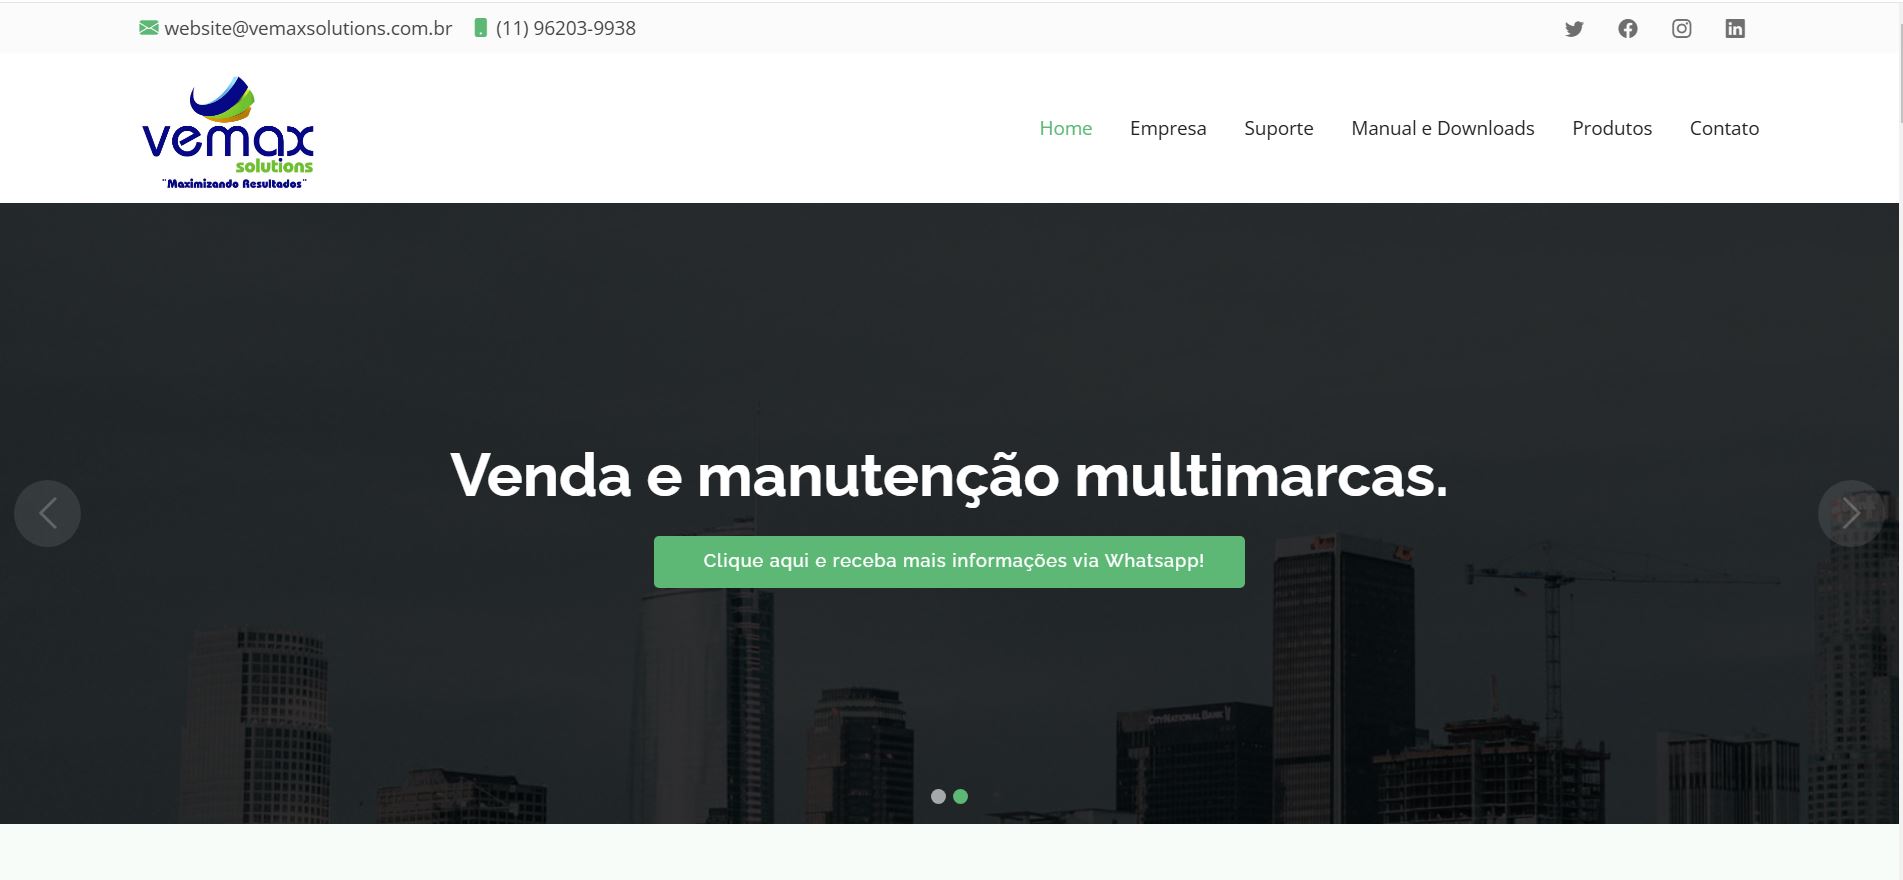 website@vemaxsolutions.com.br (11) 96203-9938
vemax
solutions
"Maximizando Resultados"
Home Empresa Suporte Manual e Downloads Produtos Contato
Venda e manutenção multimarcas.
Clique aqui e receba mais informações via Whatsapp!
City National Bank